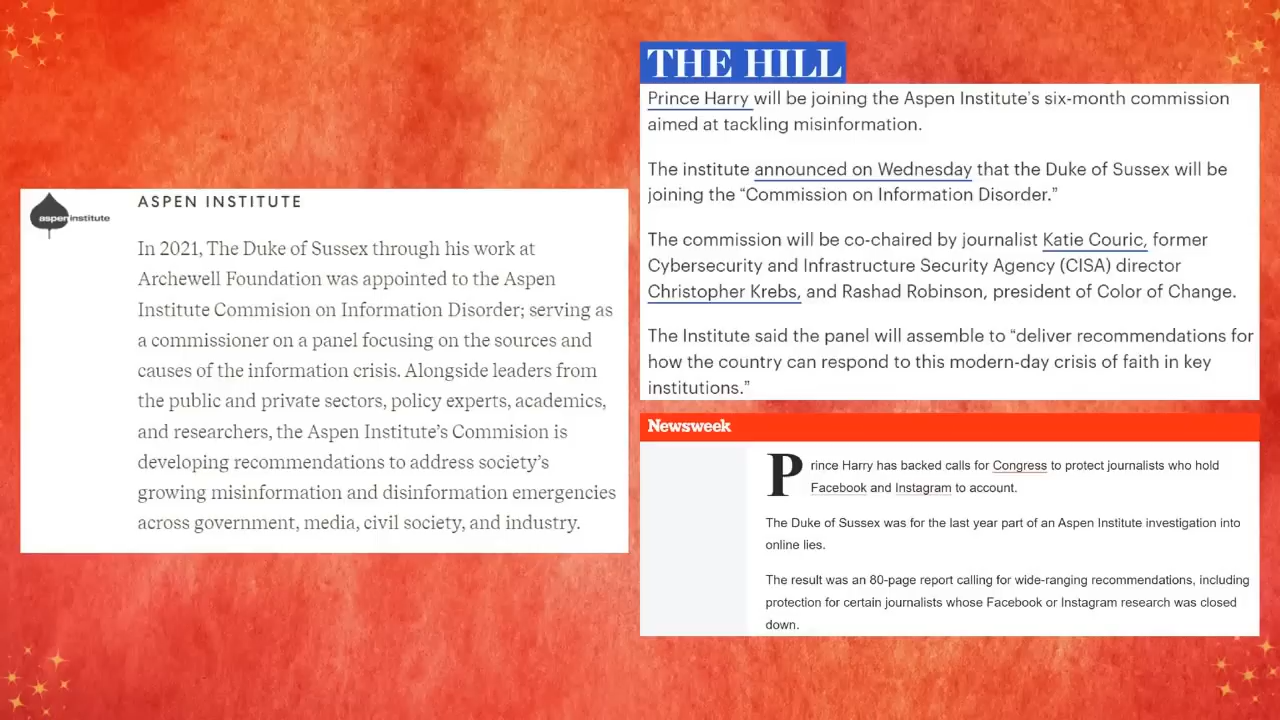 aspeninstitute
ASPEN INSTITUTE
In 2021, The Duke of Sussex through his work at
Archewell Foundation was appointed to the Aspen
Institute Commision on Information Disorder; serving as
a commissioner on a panel focusing on the sources and
causes of the information crisis. Alongside leaders from
the public and private sectors, policy experts, academics,
and researchers, the Aspen Institute's Commision is
developing recommendations to address society's
growing misinformation and disinformation emergencies
across government, media, civil society, and industry.
THE HILL
Prince Harry will be joining the Aspen Institute's six-month commission
aimed at tackling misinformation.
The institute announced on Wednesday that the Duke of Sussex will be
joining the “Commission on Information Disorder.”
The commission will be co-chaired by journalist Katie Couric, former
Cybersecurity and Infrastructure Security Agency (CISA) director
Christopher Krebs, and Rashad Robinson, president of Color of Change.
The Institute said the panel will assemble to “deliver recommendations for
how the country can respond to this modern-day crisis of faith in key
institutions.”
Newsweek
Prince Harry has backed calls for Congress to protect journalists who hold
Facebook and Instagram to account.
The Duke of Sussex was for the last year part of an Aspen Institute investigation into
online lies.
The result was an 80-page report calling for wide-ranging recommendations, including
protection for certain journalists whose Facebook or Instagram research was closed
down.